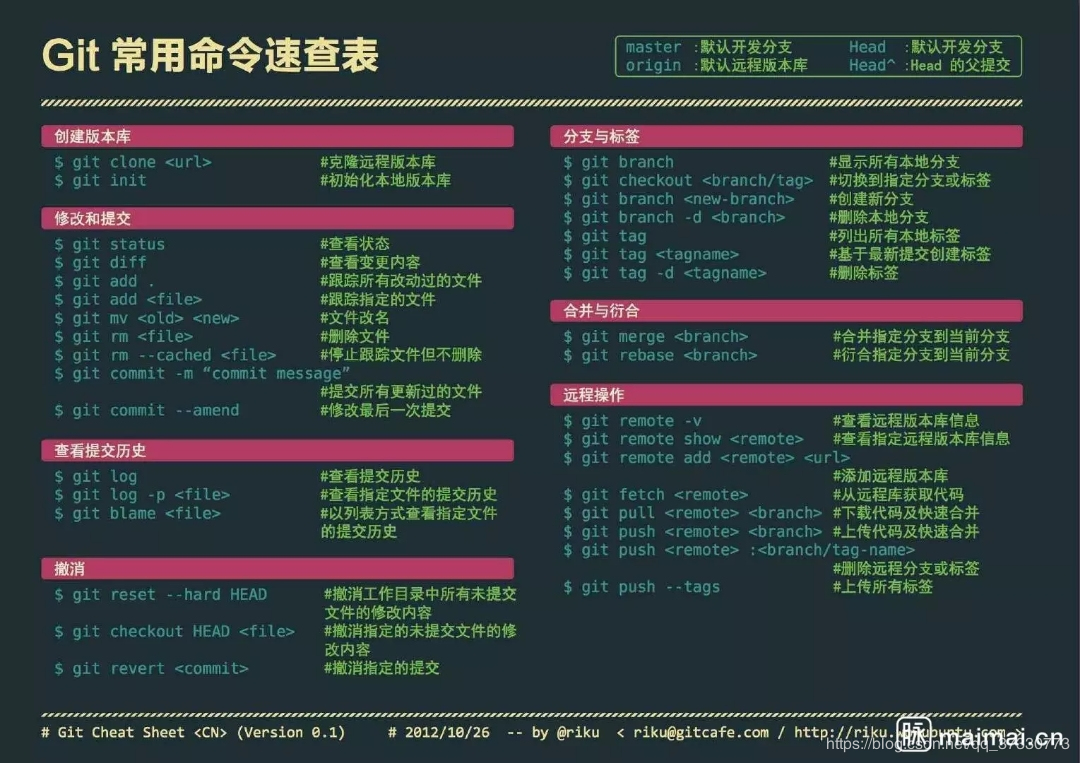 Git 常用命令速查表
master :默认开发分支 Head :默认开发分支
origin :默认远程版本库 Head^ :Head 的父提交
创建版本库
$ git clone <url> #克隆远程版本库
$ git init #初始化本地版本库
修改和提交
$ git status #查看状态
$ git diff #查看变更内容
$ git add . #跟踪所有改动过的文件
$ git add <file> #跟踪指定的文件
$ git mv <old> <new> #文件改名
$ git rm <file> #删除文件
$ git rm --cached <file> #停止跟踪文件但不删除
$ git commit -m “commit message”
#提交所有更新过的文件
$ git commit --amend #修改最后一次提交
查看提交历史
$ git log #查看提交历史
$ git log -p <file> #查看指定文件的提交历史
$ git blame <file> #以列表方式查看指定文件
的提交历史
撤消
$ git reset --hard HEAD #撤消工作目录中所有未提交
文件的修改内容
$ git checkout HEAD <file> #撤消指定的未提交文件的修
改内容
$ git revert <commit> #撤消指定的提交
分支与标签
$ git branch #显示所有本地分支
$ git checkout <branch/tag> #切换到指定分支或标签
$ git branch <new-branch> #创建新分支
$ git branch -d <branch> #删除本地分支
$ git tag #列出所有本地标签
$ git tag <tagname> #基于最新提交创建标签
$ git tag -d <tagname> #删除标签
合并与衍合
$ git merge <branch> #合并指定分支到当前分支
$ git rebase <branch> #衍合指定分支到当前分支
远程操作
$ git remote -v #查看远程版本库信息
$ git remote show <remote> #查看指定远程版本库信息
$ git remote add <remote> <url>
#添加远程版本库
$ git fetch <remote> #从远程库获取代码
$ git pull <remote> <branch> #下载代码及快速合并
$ git push <remote> <branch> #上传代码及快速合并
$ git push <remote> :<branch/tag-name>
#删除远程分支或标签
$ git push --tags #上传所有标签
# Git Cheat Sheet <CN> (Version 0.1) # 2012/10/26 -- by @riku < riku@gitcafe.com / http://riku.
脉 maimai.cn